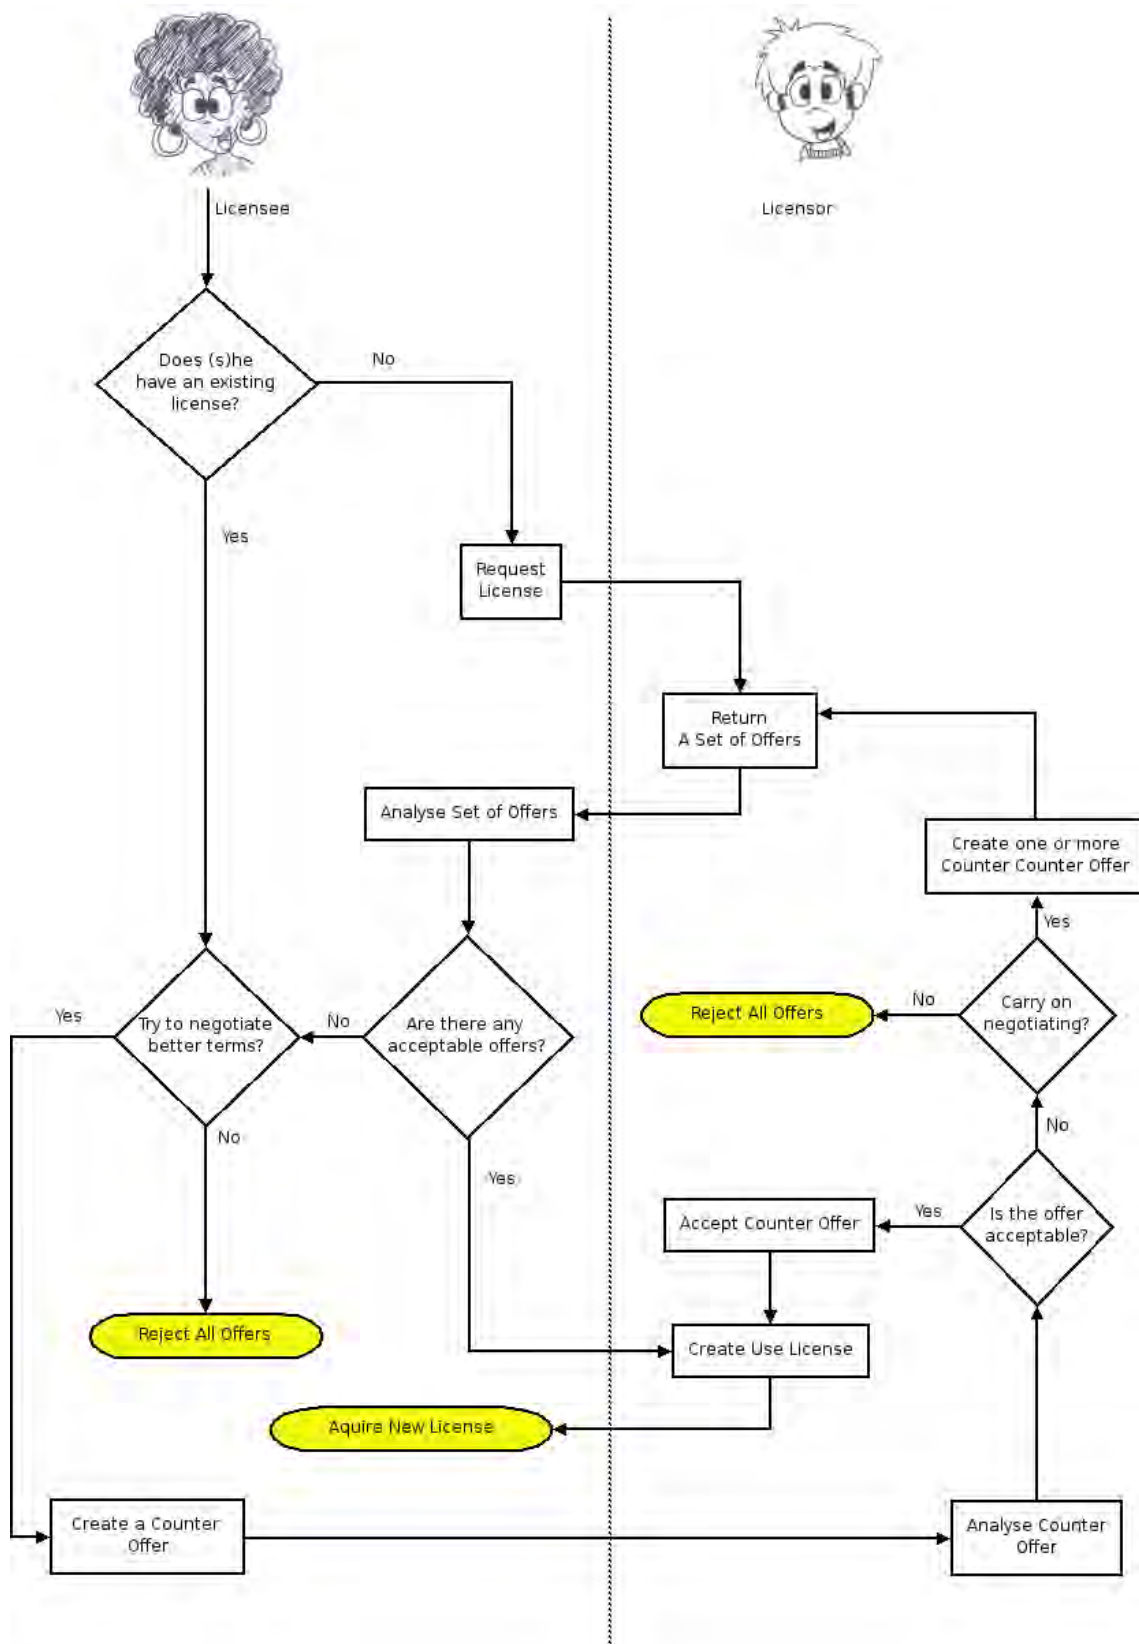 Licensee
Licensor
Does (s)he
have an existing
license?
No
Yes
Request
License
Return
A Set of Offers
Analyse Set of Offers
Create one or more
Counter Counter Offer
Yes
Carry on
negotiating?
No
Reject All Offers
Yes
Try to negotiate
better terms?
No
Are there any
acceptable offers?
No
Yes
No
Is the offer
acceptable?
Yes
Accept Counter Offer
Reject All Offers
Create Use License
Aquire New License
Create a Counter
Offer
Analyse Counter
Offer